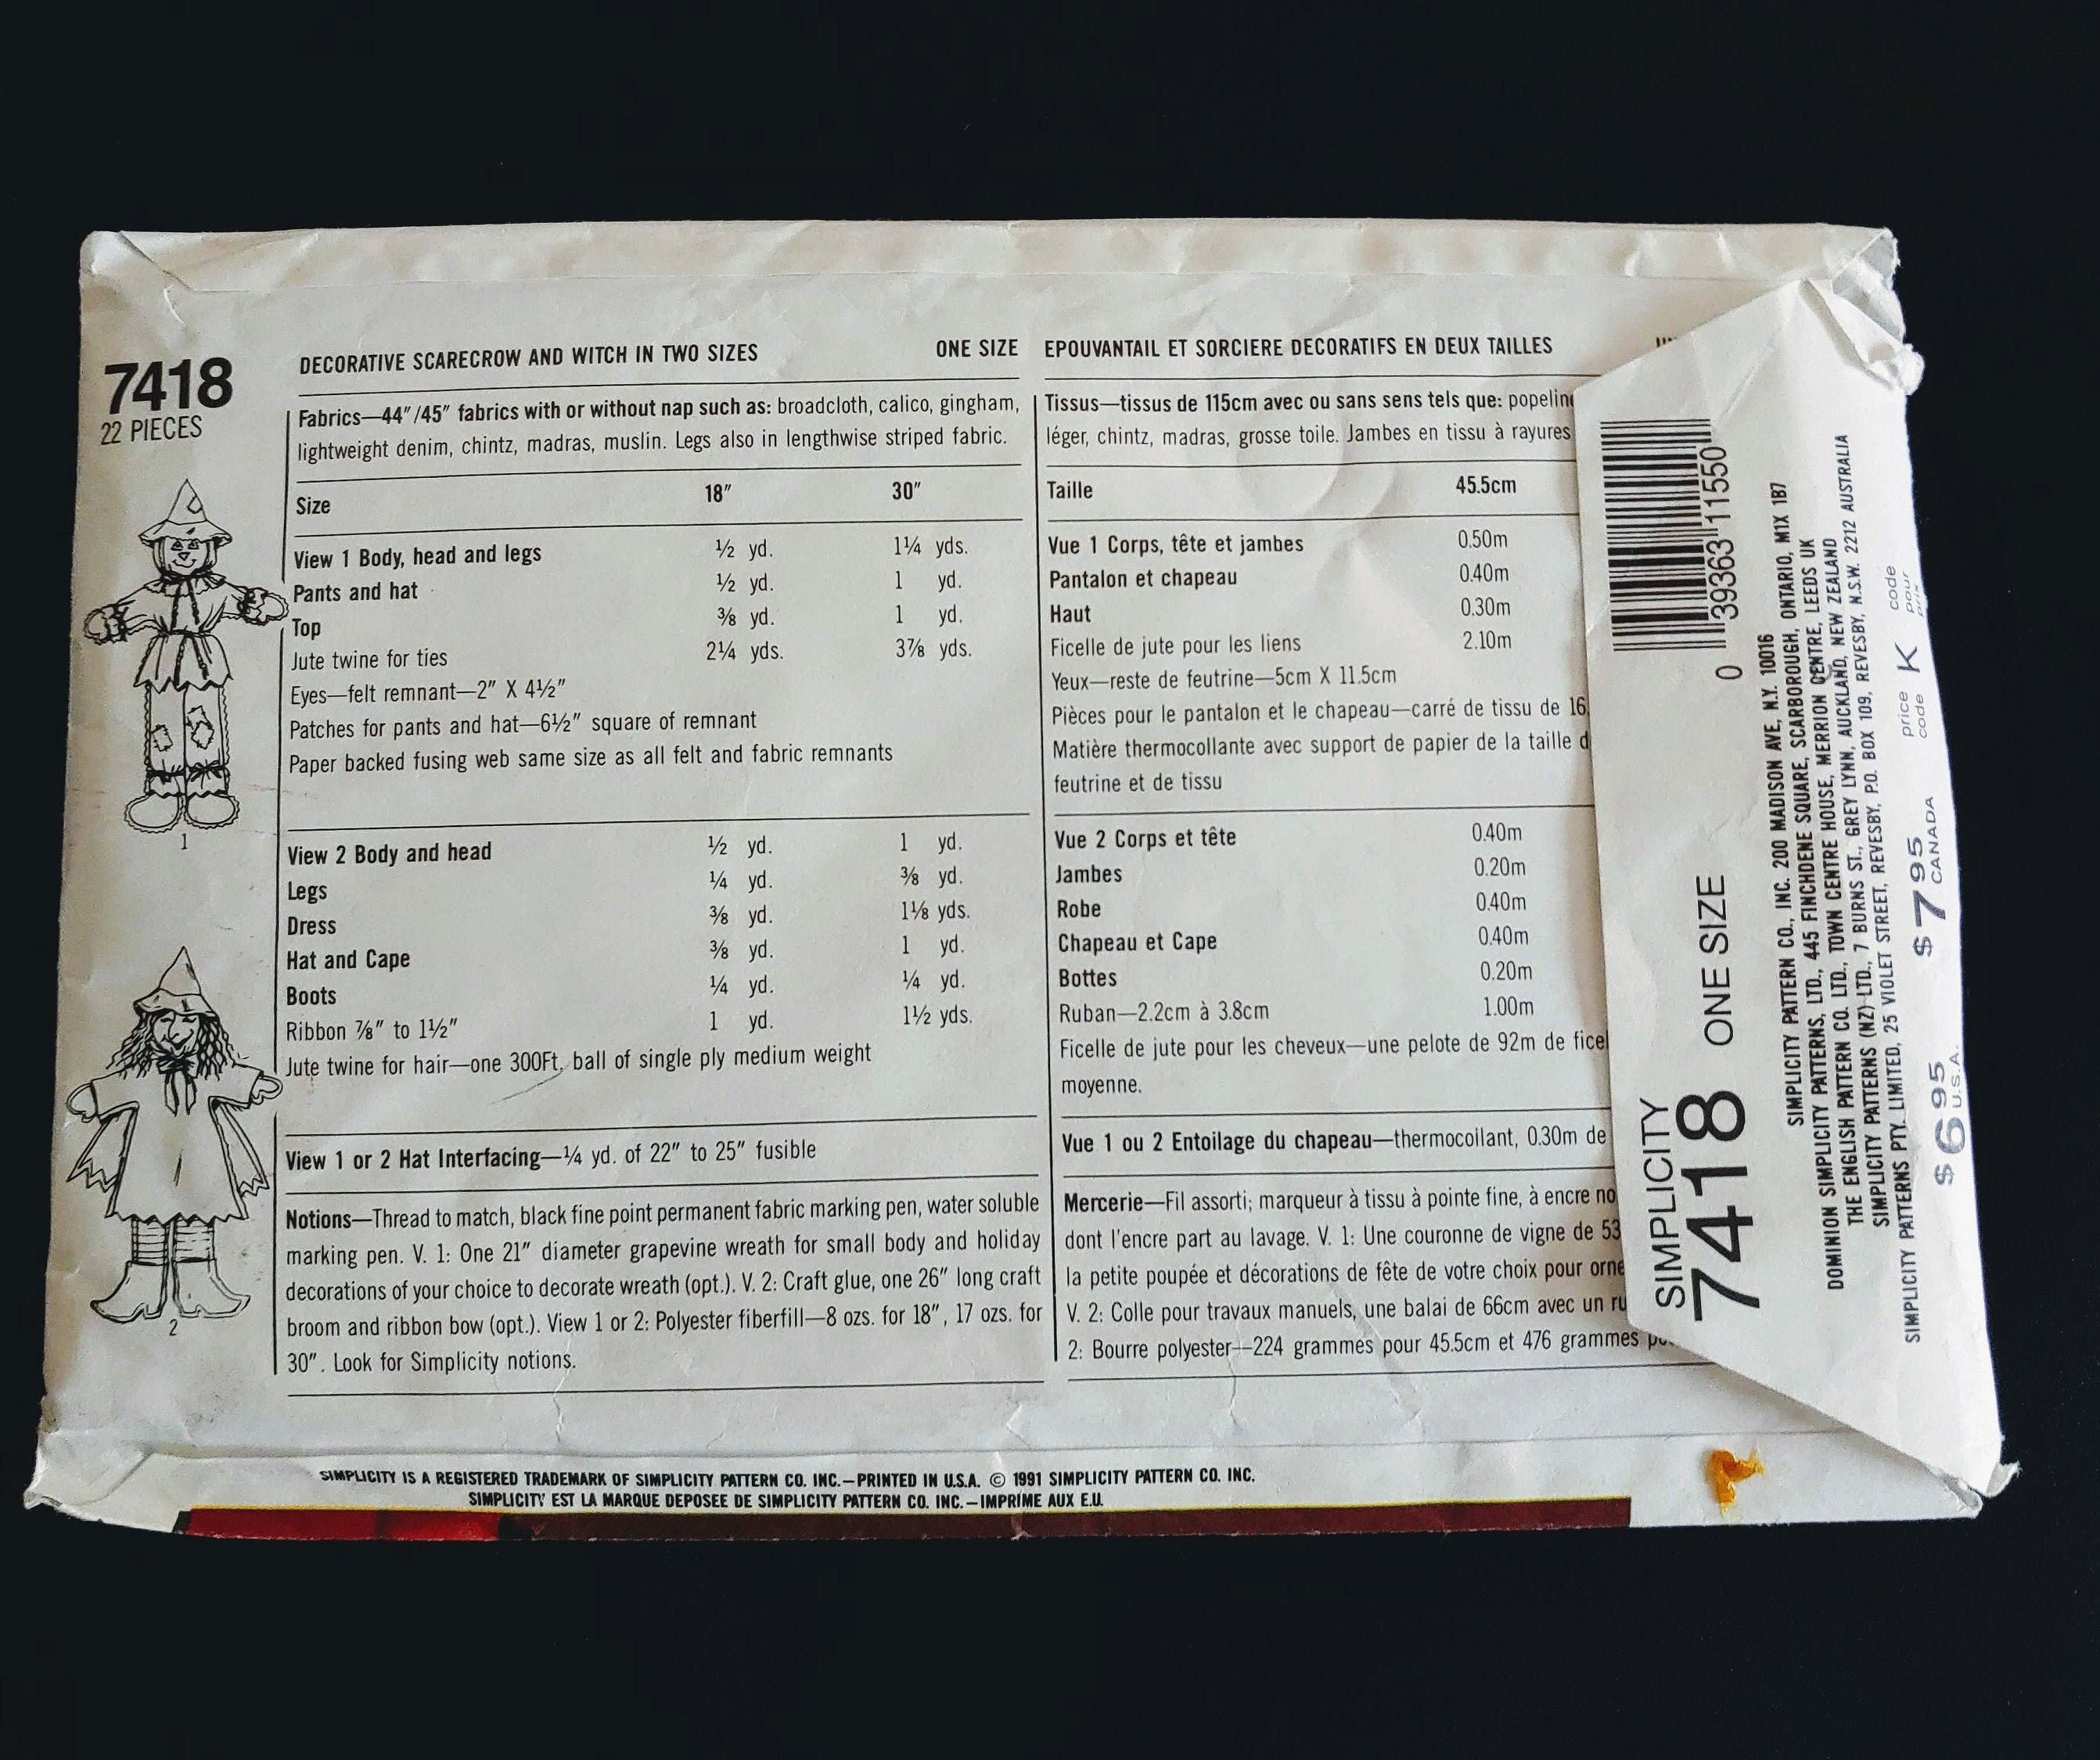 7418
22 PIECES
1
2
DECORATIVE SCARECROW AND WITCH IN TWO SIZES ONE SIZE
Fabrics—44"/45" fabrics with or without nap such as: broadcloth, calico, gingham,
lightweight denim, chintz, madras, muslin. Legs also in lengthwise striped fabric.
Size 18" 30"
View 1 Body, head and legs ½ yd. 1¼ yds.
Pants and hat ½ yd. 1 yd.
Top ⅜ yd. 1 yd.
Jute twine for ties 2¼ yds. 3⅞ yds.
Eyes—felt remnant—2" X 4½"
Patches for pants and hat—6½" square of remnant
Paper backed fusing web same size as all felt and fabric remnants
View 2 Body and head ½ yd. 1 yd.
Legs ¼ yd. ⅜ yd.
Dress ⅜ yd. 1⅛ yds.
Hat and Cape ⅜ yd. 1 yd.
Boots ¼ yd. ¼ yd.
Ribbon ⅞" to 1½" 1 yd. 1½ yds.
Jute twine for hair—one 300Ft, ball of single ply medium weight
View 1 or 2 Hat Interfacing—¼ yd. of 22" to 25" fusible
Notions—Thread to match, black fine point permanent fabric marking pen, water soluble
marking pen. V. 1: One 21" diameter grapevine wreath for small body and holiday
decorations of your choice to decorate wreath (opt.). V. 2: Craft glue, one 26" long craft
broom and ribbon bow (opt.). View 1 or 2: Polyester fiberfill—8 ozs. for 18", 17 ozs. for
30". Look for Simplicity notions.
EPOUVANTAIL ET SORCIERE DECORATIFS EN DEUX TAILLES
Tissus—tissus de 115cm avec ou sans sens tels que: popeline
léger, chintz, madras, grosse toile. Jambes en tissu à rayures
Taille 45.5cm
Vue 1 Corps, tête et jambes 0.50m
Pantalon et chapeau 0.40m
Haut 0.30m
Ficelle de jute pour les liens 2.10m
Yeux—reste de feutrine—5cm X 11.5cm
Pièces pour le pantalon et le chapeau—carré de tissu de 16.
Matière thermocollante avec support de papier de la taille d
feutrine et de tissu
Vue 2 Corps et tête 0.40m
Jambes 0.20m
Robe 0.40m
Chapeau et Cape 0.40m
Bottes 0.20m
Ruban—2.2cm à 3.8cm 1.00m
Ficelle de jute pour les cheveux—une pelote de 92m de ficel
moyenne.
Vue 1 ou 2 Entoilage du chapeau—thermocollant, 0.30m de
Mercerie—Fil assorti; marqueur à tissu à pointe fine, à encre no
dont l'encre part au lavage. V. 1: Une couronne de vigne de 53
la petite poupée et décorations de fête de votre choix pour orne
V. 2: Colle pour travaux manuels, une balai de 66cm avec un ru
2: Bourre polyester—224 grammes pour 45.5cm et 476 grammes
0 39363 11550
SIMPLICITY
7418 ONE SIZE
SIMPLICITY PATTERN CO., INC. 200 MADISON AVE, N.Y. 10016
DOMINION SIMPLICITY PATTERNS, LTD., 445 FINCHDENE SQUARE, SCARBOROUGH, ONTARIO, M1X 1B7
THE ENGLISH PATTERN CO. LTD., TOWN CENTRE HOUSE, MERRION CENTRE, LEEDS UK
SIMPLICITY PATTERNS (NZ) LTD., 7 BURNS ST., GREY LYNN, AUCKLAND, NEW ZEALAND
SIMPLICITY PATTERNS PTY. LIMITED, 25 VIOLET STREET, REVESBY, P.O. BOX 109, REVESBY, N.S.W. 2212 AUSTRALIA
$6 95 U.S.A. $7 95 CANADA price code K code pour prix
SIMPLICITY IS A REGISTERED TRADEMARK OF SIMPLICITY PATTERN CO. INC.—PRINTED IN U.S.A. © 1991 SIMPLICITY PATTERN CO. INC.
SIMPLICITY EST LA MARQUE DEPOSEE DE SIMPLICITY PATTERN CO. INC.—IMPRIME AUX E.U.